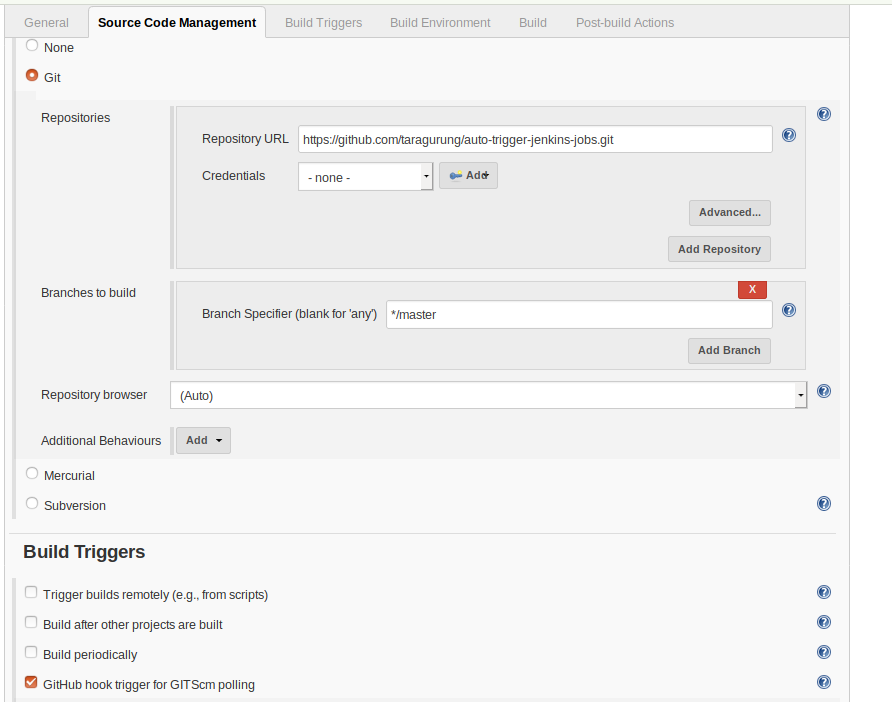 General Source Code Management Build Triggers Build Environment Build Post-build Actions
None
Git
Repositories
Repository URL https://github.com/taragurung/auto-trigger-jenkins-jobs.git
Credentials - none - Add
Advanced...
Add Repository
Branches to build
X
Branch Specifier (blank for 'any') */master
Add Branch
Repository browser (Auto)
Additional Behaviours Add
Mercurial
Subversion
Build Triggers
Trigger builds remotely (e.g., from scripts)
Build after other projects are built
Build periodically
GitHub hook trigger for GITScm polling